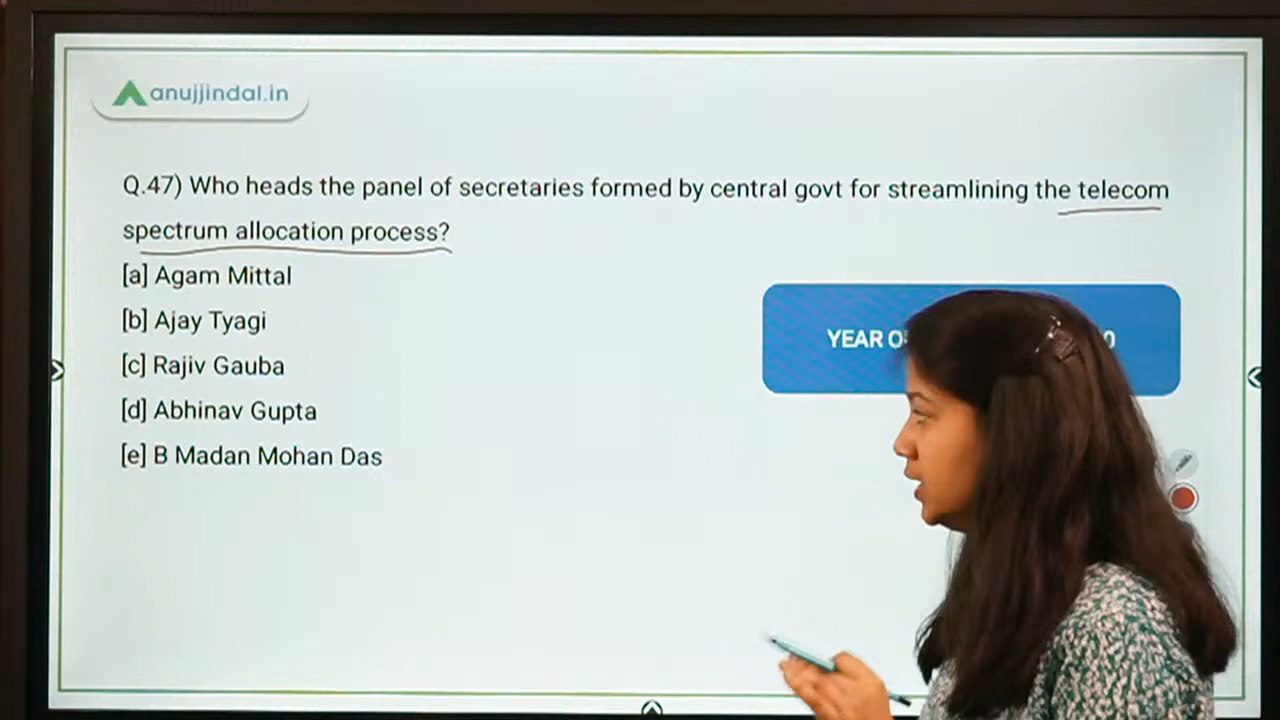 anujjindal.in
Q.47) Who heads the panel of secretaries formed by central govt for streamlining the telecom
spectrum allocation process?
[a] Agam Mittal
[b] Ajay Tyagi
[c] Rajiv Gauba
[d] Abhinav Gupta
[e] B Madan Mohan Das
YEAR